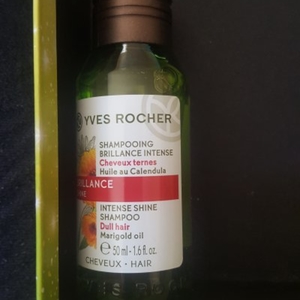 YVES ROCHER
SHAMPOOING
BRILLANCE INTENSE
Cheveux ternes
Huile au Calendula
INTENSE SHINE
SHAMPOO
Dull hair
Marigold oil
℮ 50 ml - 1.6 fl.oz.
CHEVEUX • HAIR